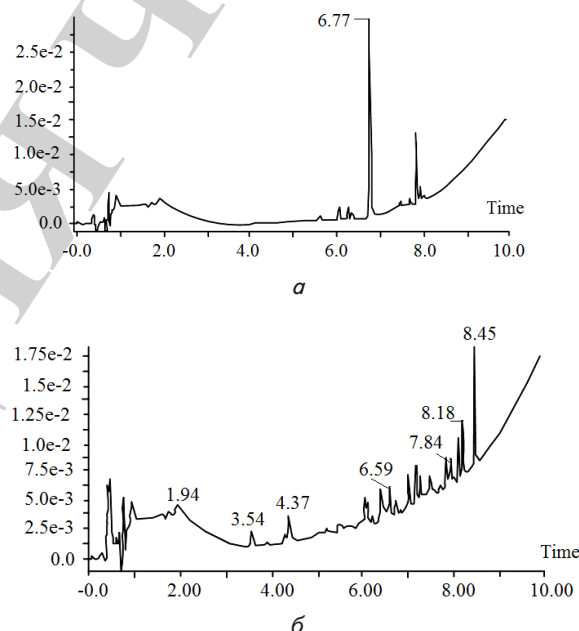 6.77
2.5e-2
2.0e-2
1.5e-2
1.0e-2
5.0e-3
0.0
Time
-0.0 2.0 4.0 6.0 8.0 10.0
а
8.45
1.75e-2
1.5e-2
1.25e-2
1.0e-2
7.5e-3
5.0e-3
2.5e-3
0.0
8.18
7.84
6.59
1.94
3.54
4.37
Time
-0.0 2.00 4.00 6.00 8.00 10.00
б